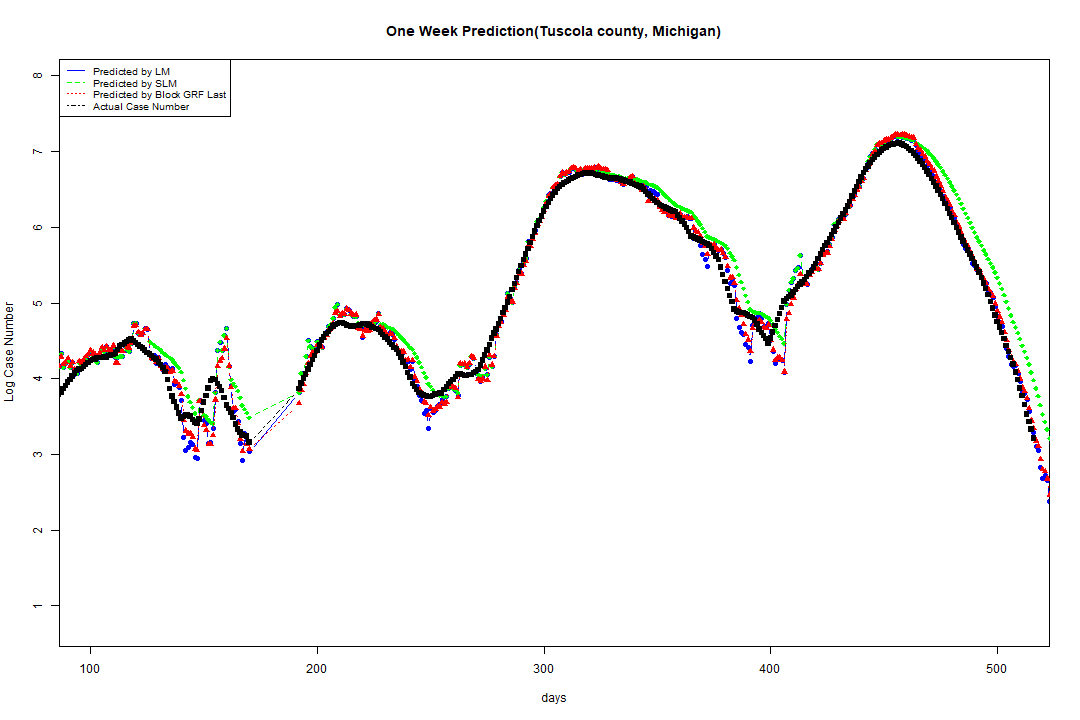 One Week Prediction(Tuscola county, Michigan)
Predicted by LM
Predicted by SLM
Predicted by Block GRF Last
Actual Case Number
8
7
6
5
4
3
2
1
Log Case Number
100 200 300 400 500
days